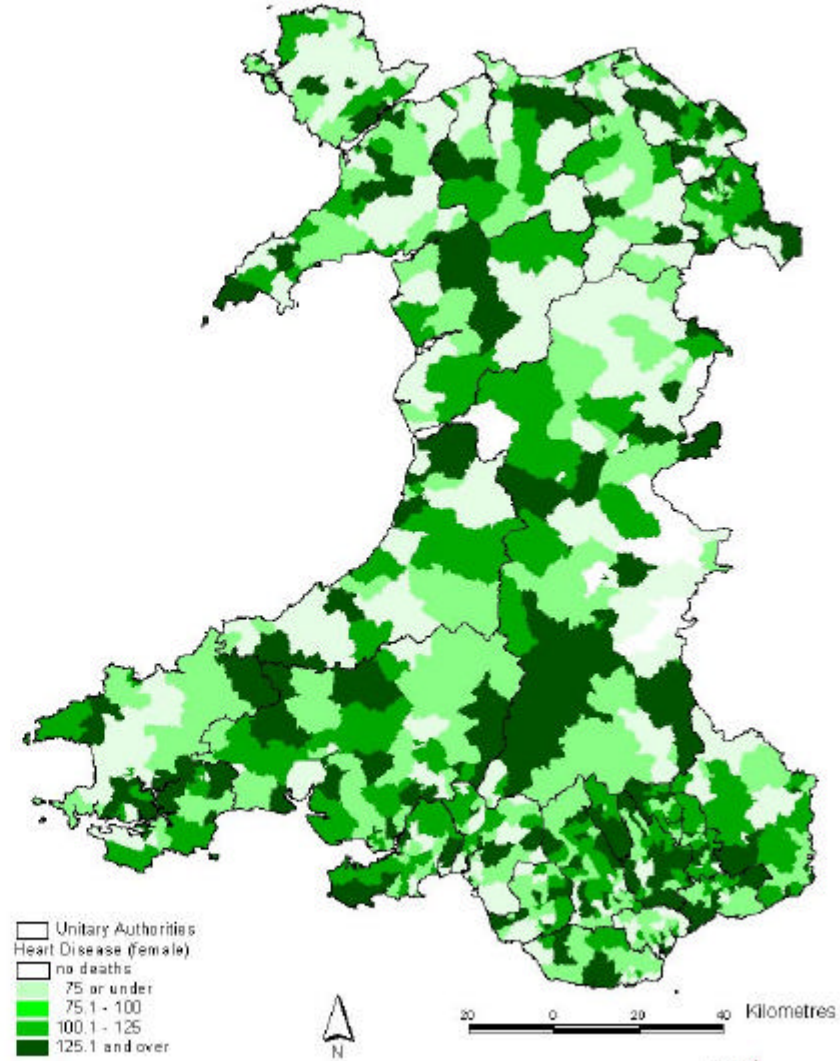 Unitary Authorities
Heart Disease (female)
no deaths
75 or under
75.1 - 100
100.1 - 125
125.1 and over
N
20 0 20 40 Kilometres